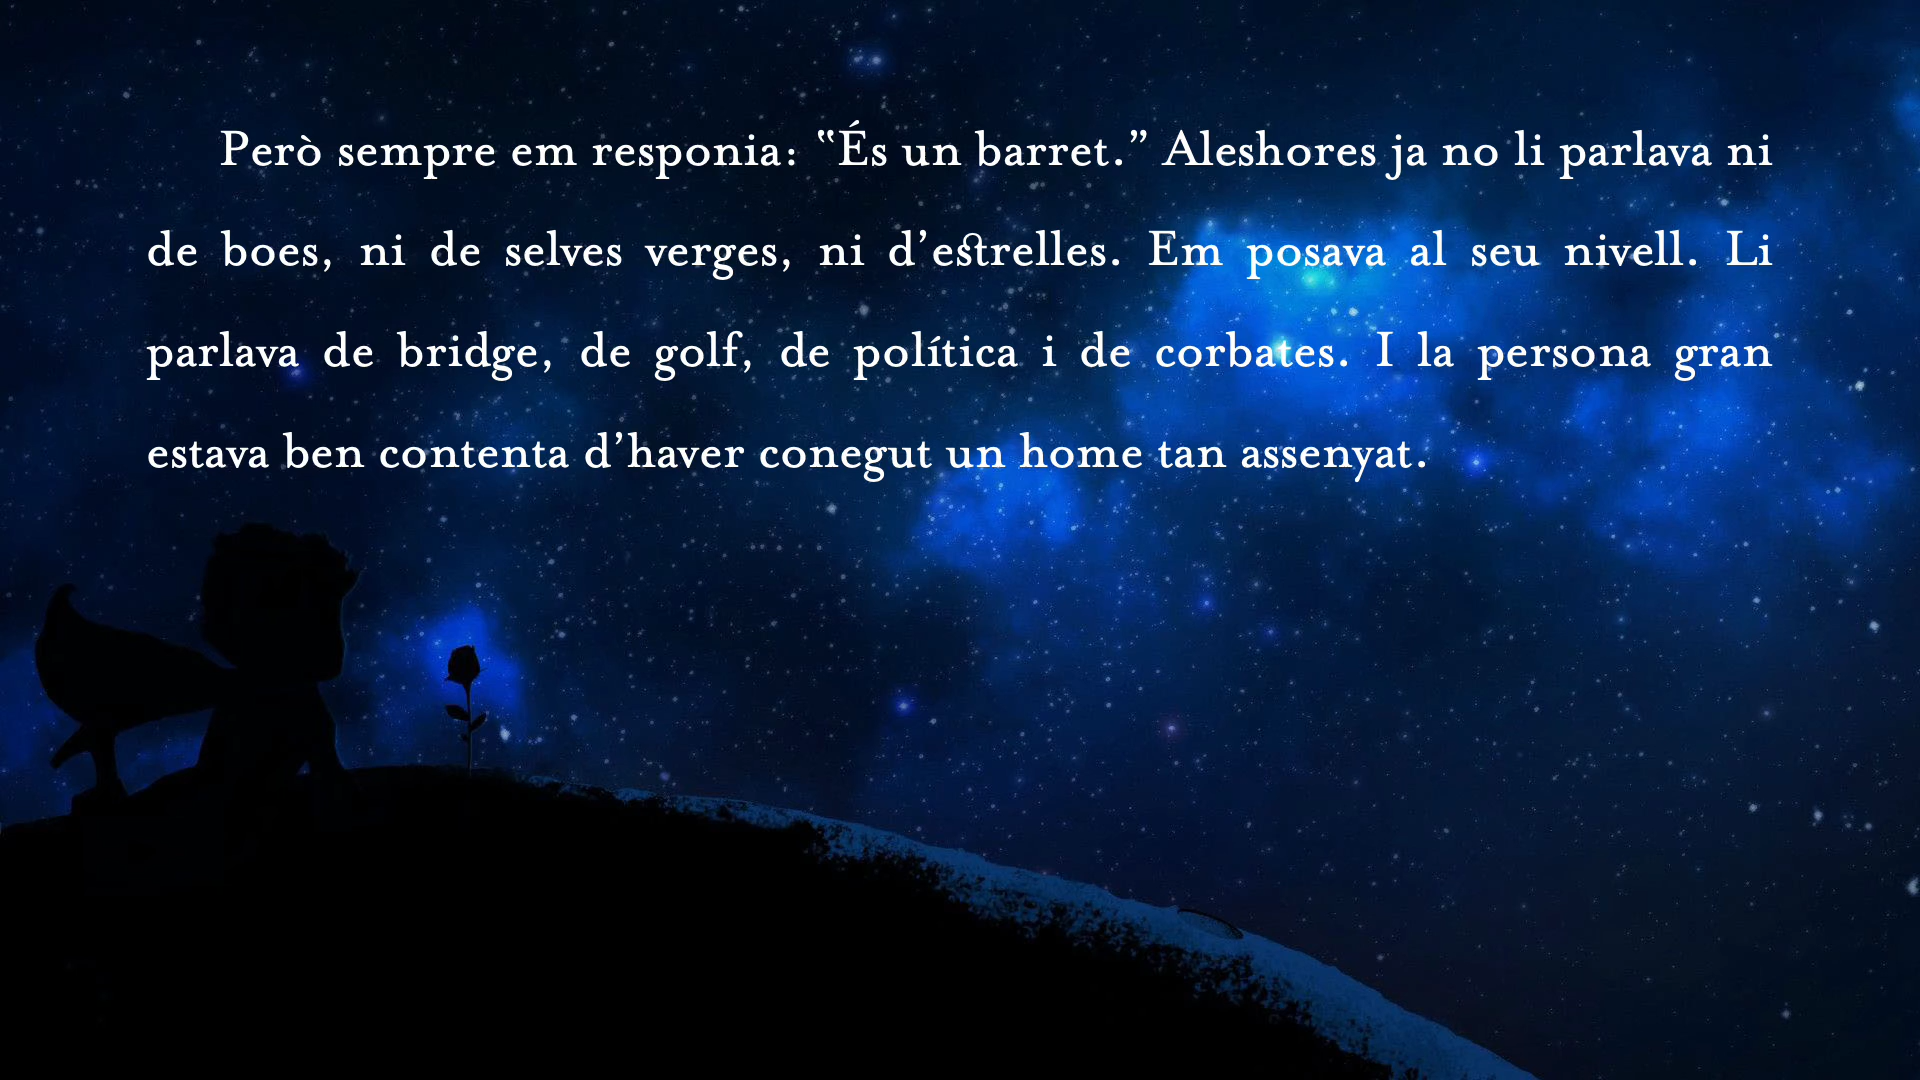 Però sempre em responia: “És un barret.” Aleshores ja no li parlava ni
de boes, ni de selves verges, ni d’estrelles. Em posava al seu nivell. Li
parlava de bridge, de golf, de política i de corbates. I la persona gran
estava ben contenta d’haver conegut un home tan assenyat.